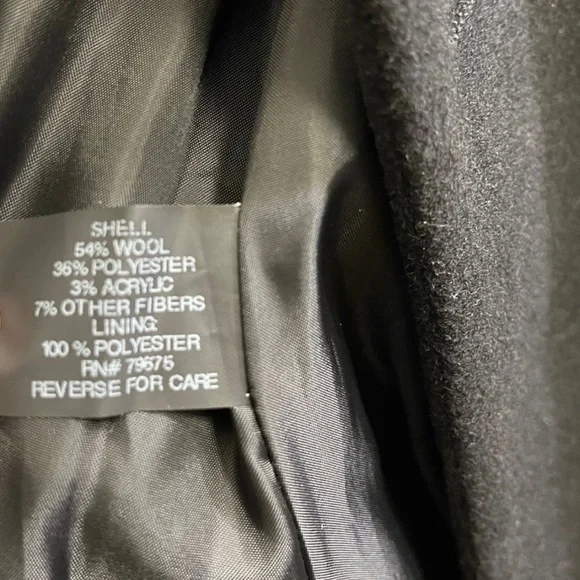 SHELL
54% WOOL
36% POLYESTER
3% ACRYLIC
7% OTHER FIBERS
LINING:
100 % POLYESTER
RN# 79675
REVERSE FOR CARE